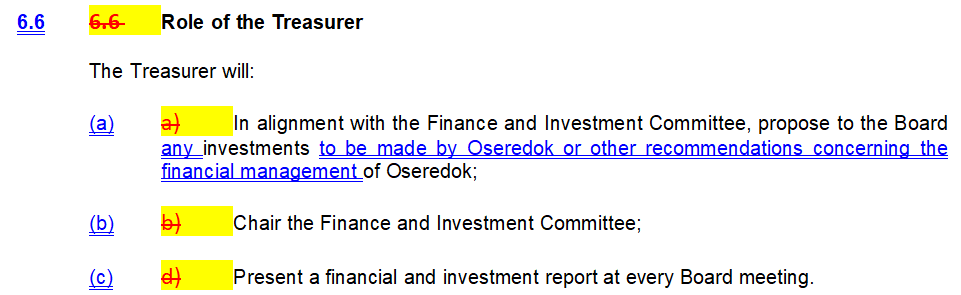 6.6 6.6 Role of the Treasurer
The Treasurer will:
(a) a) In alignment with the Finance and Investment Committee, propose to the Board
any investments to be made by Oseredok or other recommendations concerning the
financial management of Oseredok;
(b) b) Chair the Finance and Investment Committee;
(c) d) Present a financial and investment report at every Board meeting.